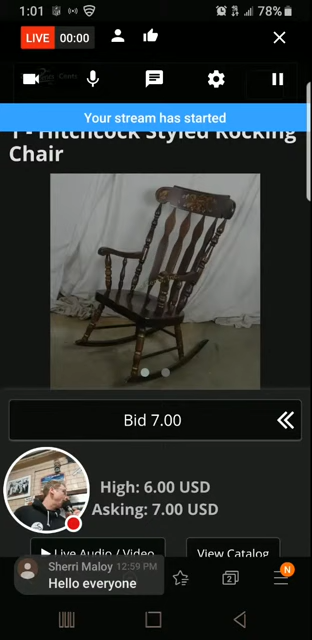 1:01
78%
LIVE 00:00
Your stream has started
1 - Hitchcock Styled Rocking
Chair
Bid 7.00
High: 6.00 USD
Asking: 7.00 USD
Live Audio / Video
View Catalog
Sherri Maloy 12:59 PM
Hello everyone
2
N